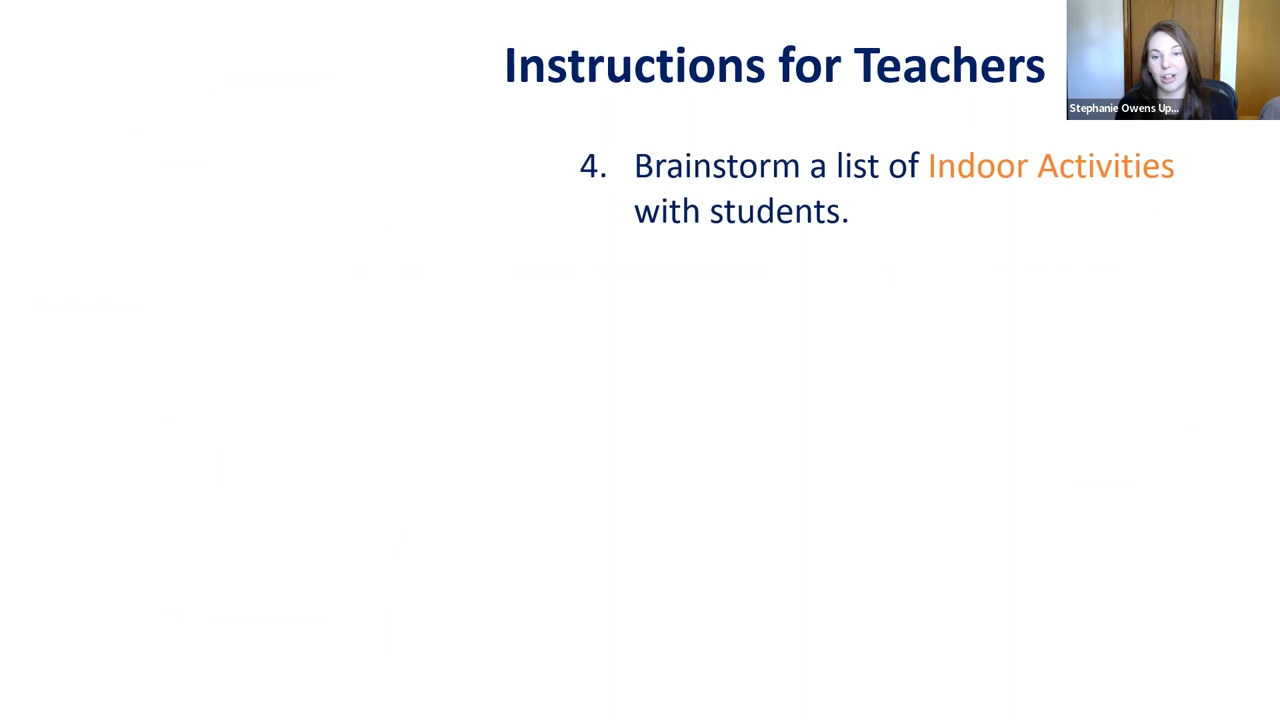 Instructions for Teachers
Stephanie Owens Up...
4. Brainstorm a list of Indoor Activities
with students.